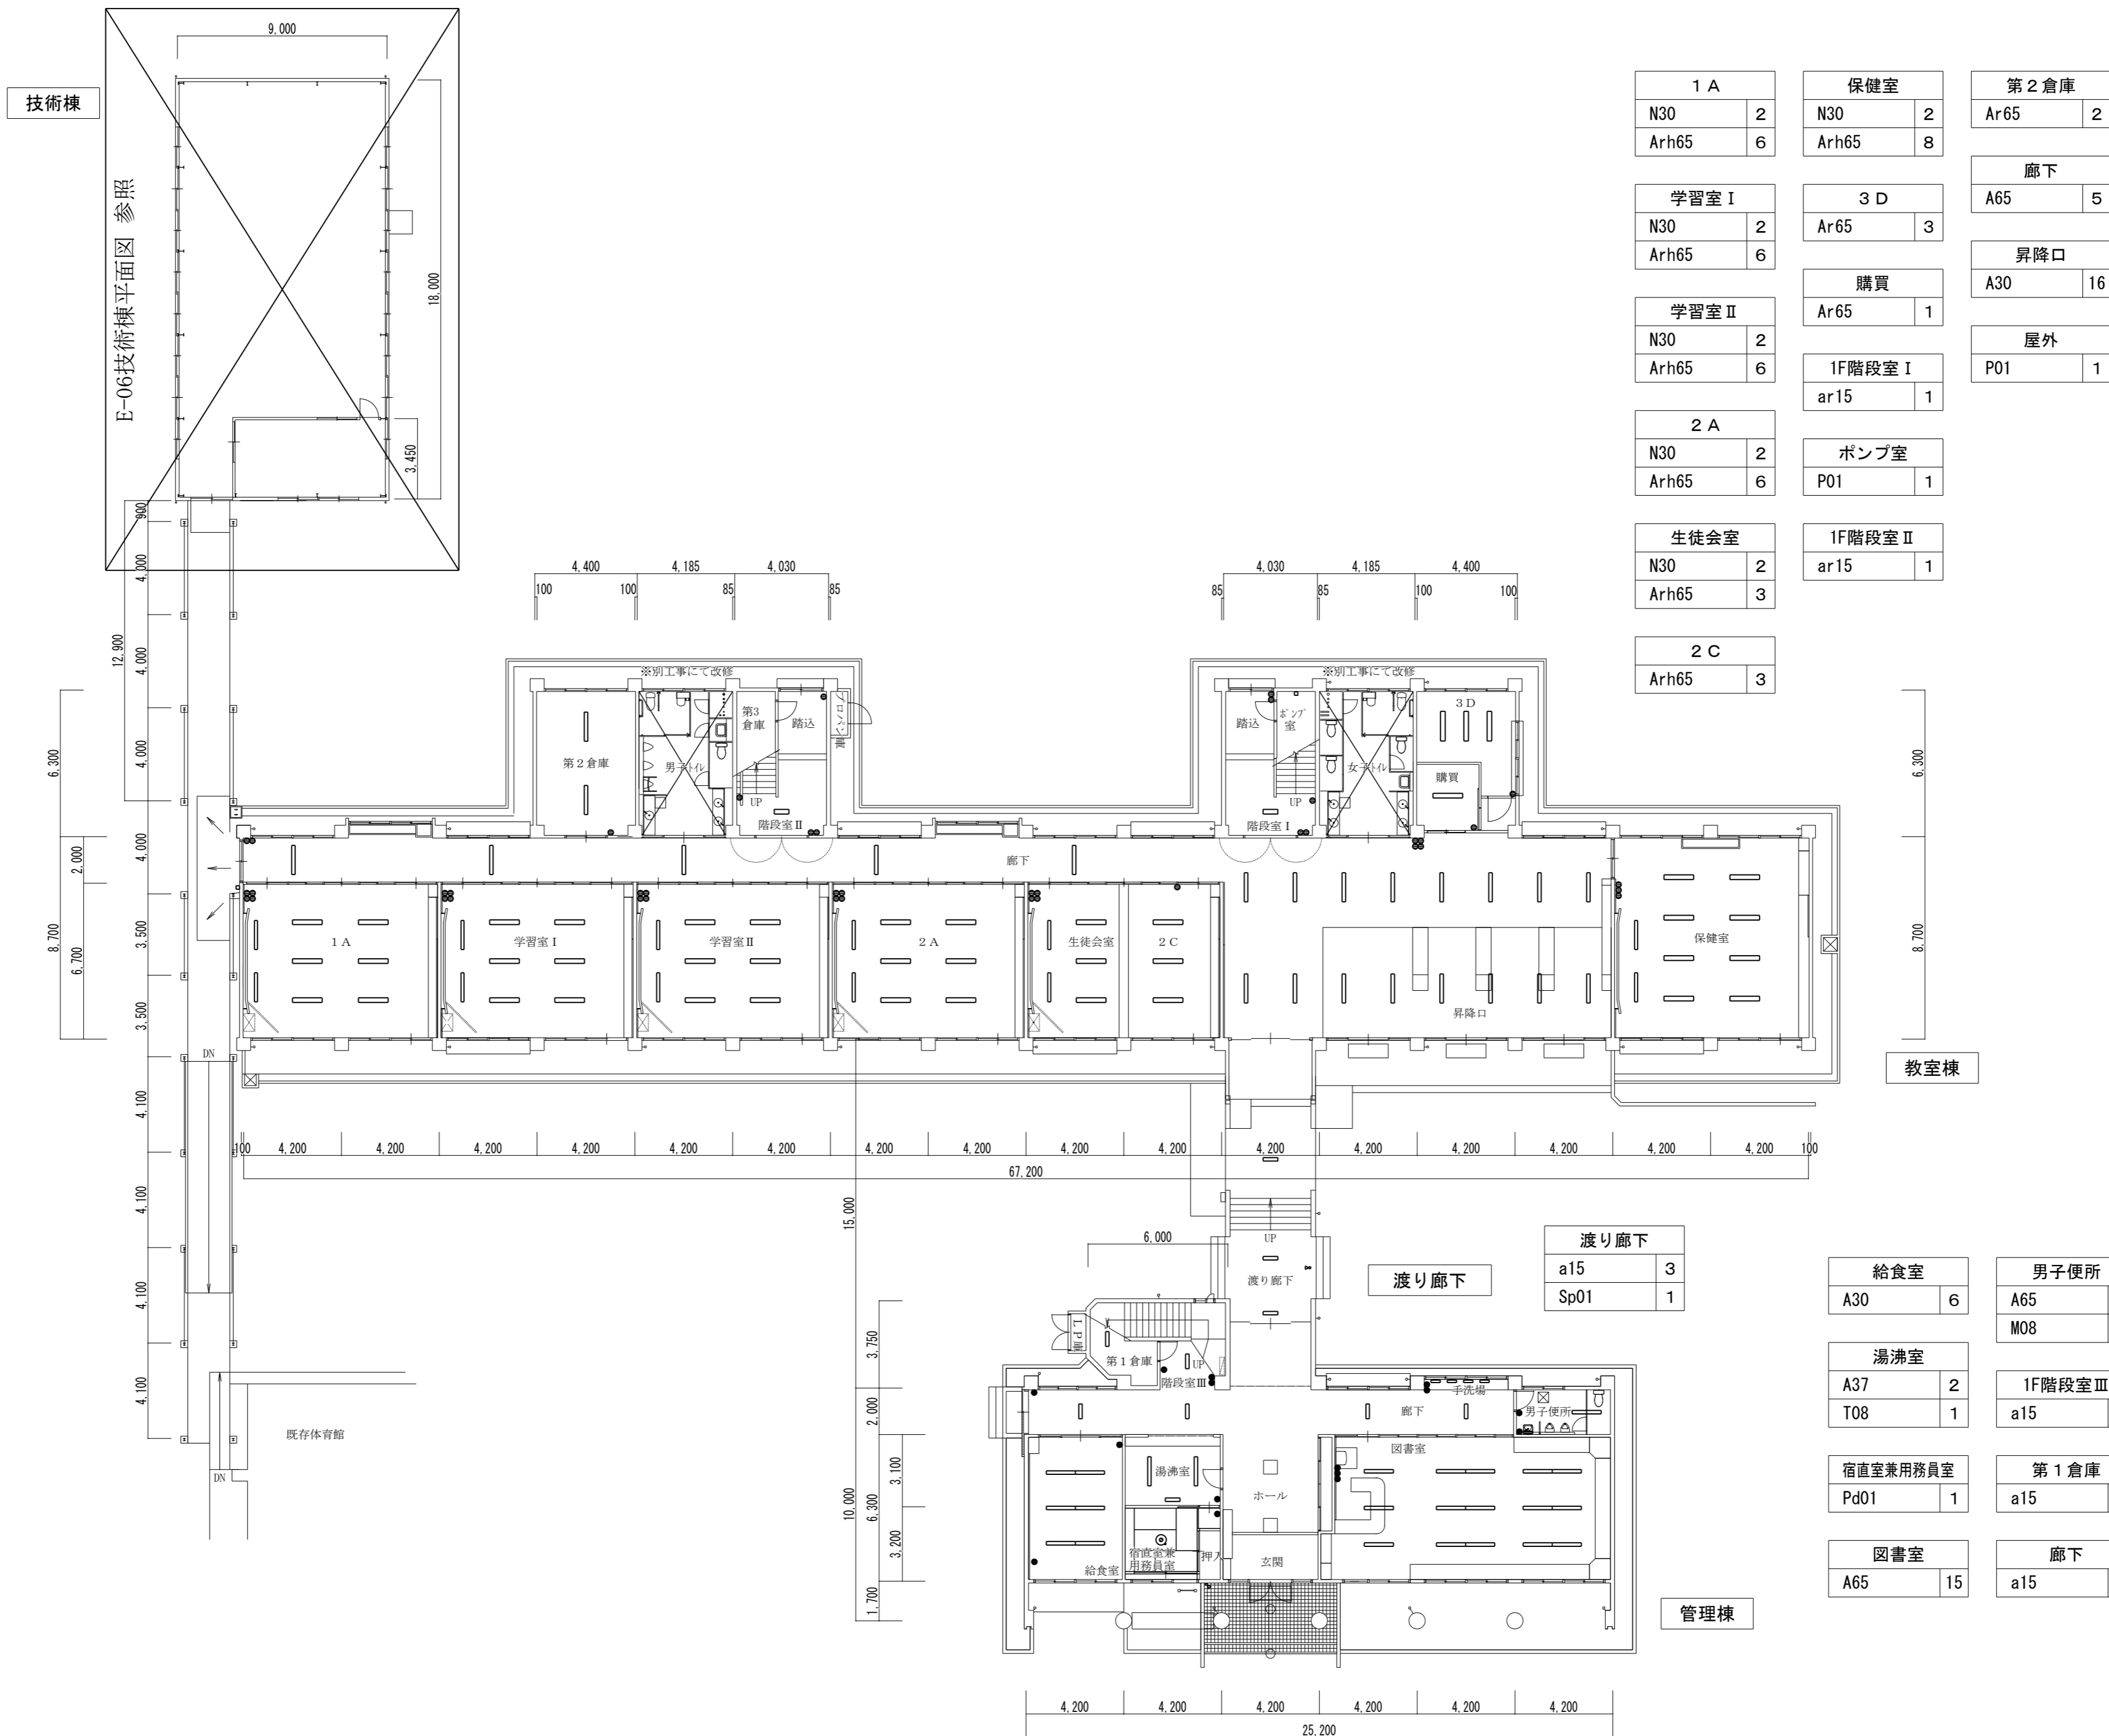 9,000
技術棟
E-06技術棟平面図 参照
18,000
3,450
1A
N30 2
Arh65 6
学習室Ⅰ
N30 2
Arh65 6
学習室Ⅱ
N30 2
Arh65 6
2A
N30 2
Arh65 6
生徒会室
N30 2
Arh65 3
2C
Arh65 3
保健室
N30 2
Arh65 8
3D
Ar65 3
購買
Ar65 1
1F階段室Ⅰ
ar15 1
ポンプ室
P01 1
1F階段室Ⅱ
ar15 1
第2倉庫
Ar65 2
廊下
A65 5
昇降口
A30 16
屋外
P01 1
900
4,000
4,000
4,000
4,000
3,500
3,500
4,100
4,100
4,100
4,100
12,900
6,300
2,000
8,700
6,700
4,400 4,185 4,030
100 100 85 85
4,030 4,185 4,400
85 85 100 100
※別工事にて改修
※別工事にて改修
第2倉庫
男子トイレ
第3
倉庫
踏込
プロパン庫
UP
階段室Ⅱ
踏込
ポンプ
室
UP
階段室Ⅰ
女子トイレ
3D
購買
6,300
8,700
廊下
1A
学習室Ⅰ
学習室Ⅱ
2A
生徒会室
2C
昇降口
保健室
教室棟
DN
100 4,200 4,200 4,200 4,200 4,200 4,200 4,200 4,200 4,200 4,200 4,200 4,200 4,200 4,200 4,200 4,200 100
67,200
15,000
6,000
UP
渡り廊下
渡り廊下
渡り廊下
a15 3
Sp01 1
給食室
A30 6
湯沸室
A37 2
T08 1
宿直室兼用務員室
Pd01 1
図書室
A65 15
男子便所
A65
M08
1F階段室Ⅲ
a15
第1倉庫
a15
廊下
a15
3,750
2,000
3,100
6,300
3,200
10,000
1,700
LP庫
第1倉庫
UP
階段室Ⅲ
手洗場
廊下
男子便所
図書室
湯沸室
ホール
宿直室兼
用務員室
押入
玄関
給食室
既存体育館
DN
管理棟
4,200 4,200 4,200 4,200 4,200 4,200
25,200